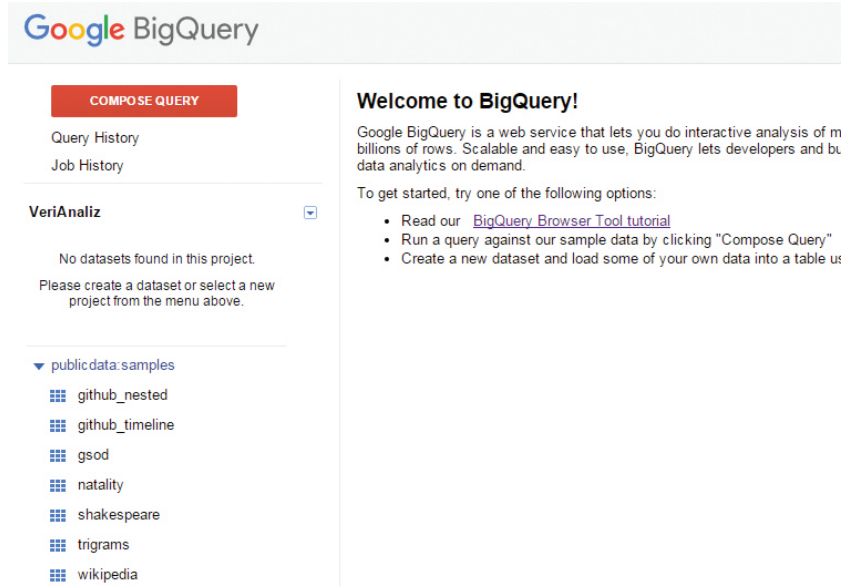 Google BigQuery
COMPOSE QUERY
Query History
Job History
VeriAnaliz
No datasets found in this project.
Please create a dataset or select a new
project from the menu above.
publicdata:samples
github_nested
github_timeline
gsod
natality
shakespeare
trigrams
wikipedia
Welcome to BigQuery!
Google BigQuery is a web service that lets you do interactive analysis of m
billions of rows. Scalable and easy to use, BigQuery lets developers and bu
data analytics on demand.
To get started, try one of the following options:
• Read our BigQuery Browser Tool tutorial
• Run a query against our sample data by clicking "Compose Query"
• Create a new dataset and load some of your own data into a table us